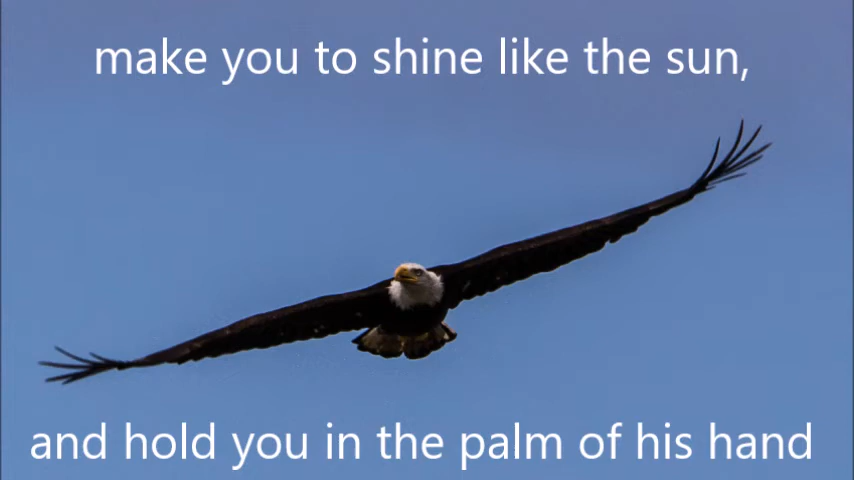 make you to shine like the sun,
and hold you in the palm of his hand